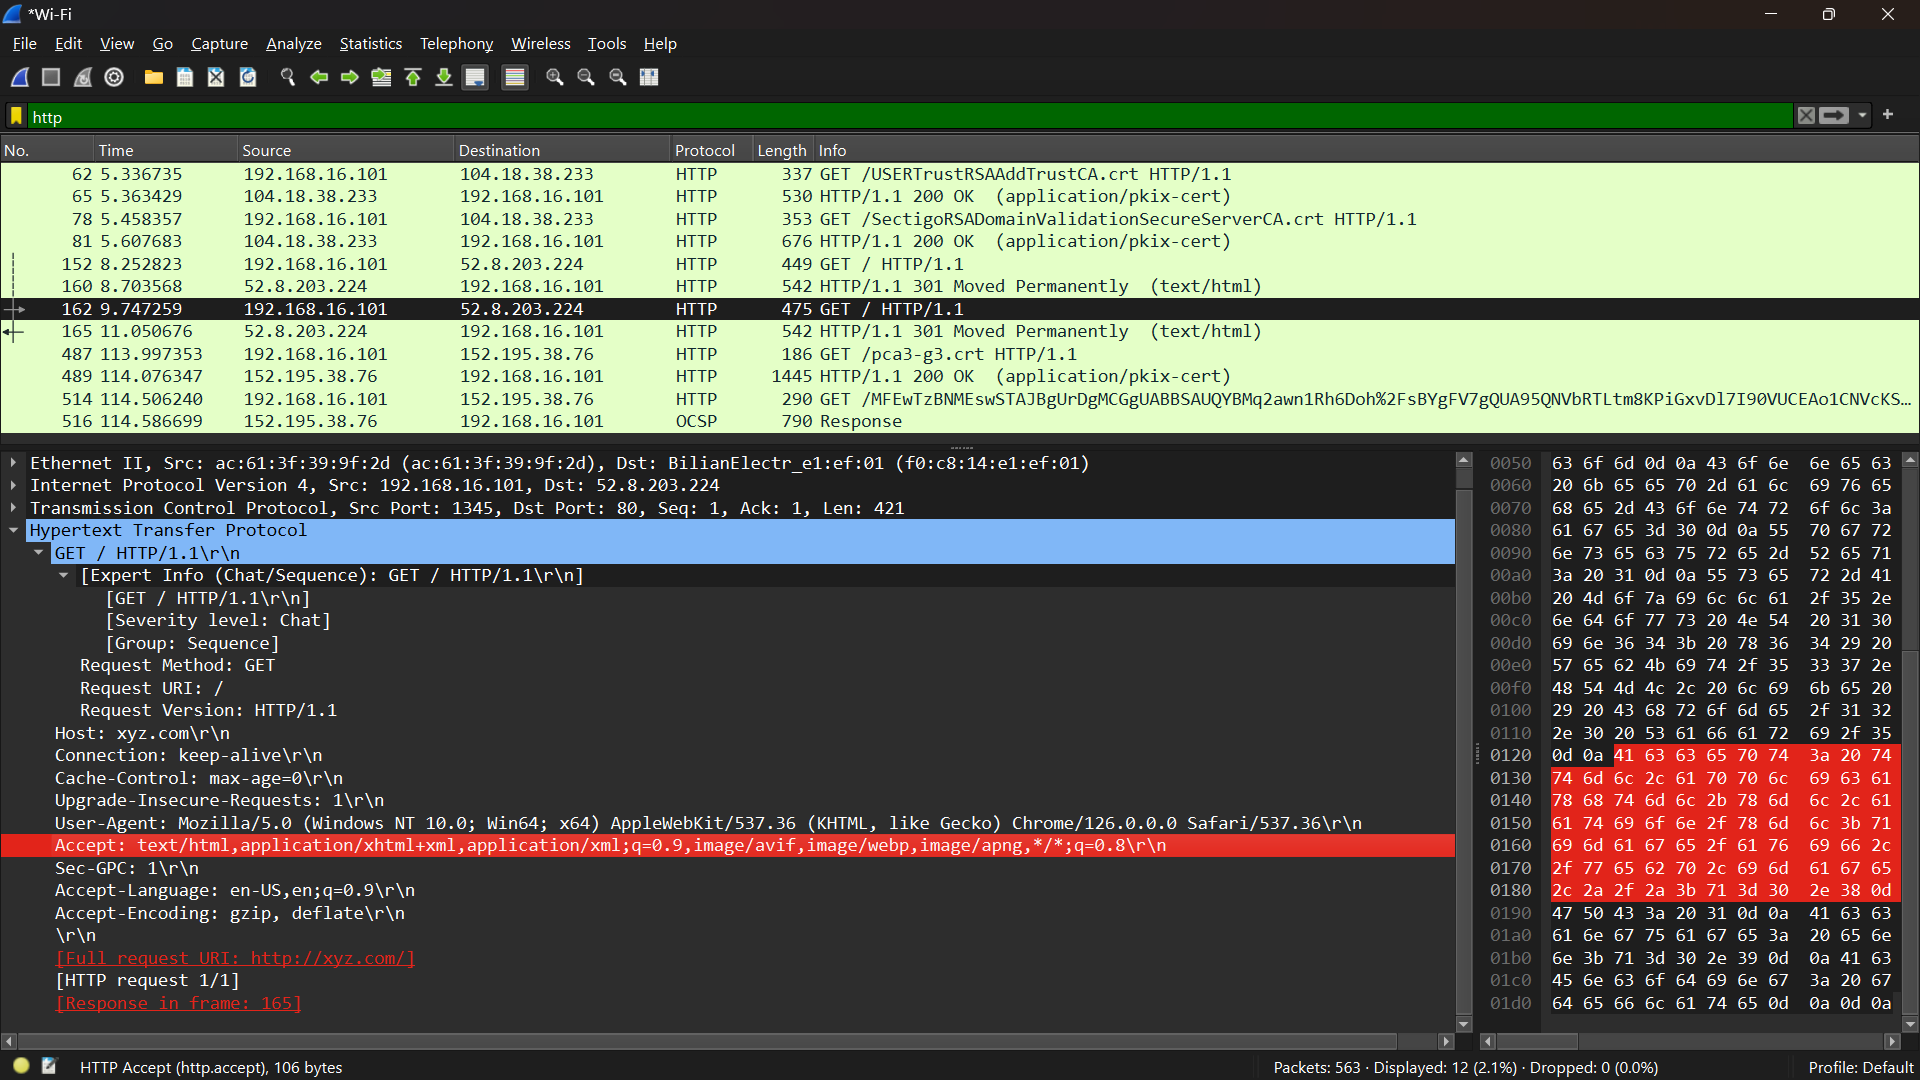 *Wi-Fi
File Edit View Go Capture Analyze Statistics Telephony Wireless Tools Help
http
No. Time Source Destination Protocol Length Info
62 5.336735 192.168.16.101 104.18.38.233 HTTP 337 GET /USERTrustRSAAddTrustCA.crt HTTP/1.1
65 5.363429 104.18.38.233 192.168.16.101 HTTP 530 HTTP/1.1 200 OK (application/pkix-cert)
78 5.458357 192.168.16.101 104.18.38.233 HTTP 353 GET /SectigoRSADomainValidationSecureServerCA.crt HTTP/1.1
81 5.607683 104.18.38.233 192.168.16.101 HTTP 676 HTTP/1.1 200 OK (application/pkix-cert)
152 8.252823 192.168.16.101 52.8.203.224 HTTP 449 GET / HTTP/1.1
160 8.703568 52.8.203.224 192.168.16.101 HTTP 542 HTTP/1.1 301 Moved Permanently (text/html)
162 9.747259 192.168.16.101 52.8.203.224 HTTP 475 GET / HTTP/1.1
165 11.050676 52.8.203.224 192.168.16.101 HTTP 542 HTTP/1.1 301 Moved Permanently (text/html)
487 113.997353 192.168.16.101 152.195.38.76 HTTP 186 GET /pca3-g3.crt HTTP/1.1
489 114.076347 152.195.38.76 192.168.16.101 HTTP 1445 HTTP/1.1 200 OK (application/pkix-cert)
514 114.506240 192.168.16.101 152.195.38.76 HTTP 290 GET /MFEwTzBNMEswSTAJBgUrDgMCGgUABBSAUQYBMq2awn1Rh6Doh%2FsBYgFV7gQUA95QNVbRTLtm8KPiGxvDl7I90VUCEAo1CNVcKS...
516 114.586699 152.195.38.76 192.168.16.101 OCSP 790 Response
Ethernet II, Src: ac:61:3f:39:9f:2d (ac:61:3f:39:9f:2d), Dst: BilianElectr_e1:ef:01 (f0:c8:14:e1:ef:01)
Internet Protocol Version 4, Src: 192.168.16.101, Dst: 52.8.203.224
Transmission Control Protocol, Src Port: 1345, Dst Port: 80, Seq: 1, Ack: 1, Len: 421
Hypertext Transfer Protocol
GET / HTTP/1.1\r\n
[Expert Info (Chat/Sequence): GET / HTTP/1.1\r\n]
[GET / HTTP/1.1\r\n]
[Severity level: Chat]
[Group: Sequence]
Request Method: GET
Request URI: /
Request Version: HTTP/1.1
Host: xyz.com\r\n
Connection: keep-alive\r\n
Cache-Control: max-age=0\r\n
Upgrade-Insecure-Requests: 1\r\n
User-Agent: Mozilla/5.0 (Windows NT 10.0; Win64; x64) AppleWebKit/537.36 (KHTML, like Gecko) Chrome/126.0.0.0 Safari/537.36\r\n
Accept: text/html,application/xhtml+xml,application/xml;q=0.9,image/avif,image/webp,image/apng,*/*;q=0.8\r\n
Sec-GPC: 1\r\n
Accept-Language: en-US,en;q=0.9\r\n
Accept-Encoding: gzip, deflate\r\n
\r\n
[Full request URI: http://xyz.com/]
[HTTP request 1/1]
[Response in frame: 165]
0050 63 6f 6d 0d 0a 43 6f 6e 6e 65 63
0060 20 6b 65 65 70 2d 61 6c 69 76 65
0070 68 65 2d 43 6f 6e 74 72 6f 6c 3a
0080 61 67 65 3d 30 0d 0a 55 70 67 72
0090 6e 73 65 63 75 72 65 2d 52 65 71
00a0 3a 20 31 0d 0a 55 73 65 72 2d 41
00b0 20 4d 6f 7a 69 6c 6c 61 2f 35 2e
00c0 6e 64 6f 77 73 20 4e 54 20 31 30
00d0 69 6e 36 34 3b 20 78 36 34 29 20
00e0 57 65 62 4b 69 74 2f 35 33 37 2e
00f0 48 54 4d 4c 2c 20 6c 69 6b 65 20
0100 29 20 43 68 72 6f 6d 65 2f 31 32
0110 2e 30 20 53 61 66 61 72 69 2f 35
0120 0d 0a 41 63 63 65 70 74 3a 20 74
0130 74 6d 6c 2c 61 70 70 6c 69 63 61
0140 78 68 74 6d 6c 2b 78 6d 6c 2c 61
0150 61 74 69 6f 6e 2f 78 6d 6c 3b 71
0160 69 6d 61 67 65 2f 61 76 69 66 2c
0170 2f 77 65 62 70 2c 69 6d 61 67 65
0180 2c 2a 2f 2a 3b 71 3d 30 2e 38 0d
0190 47 50 43 3a 20 31 0d 0a 41 63 63
01a0 61 6e 67 75 61 67 65 3a 20 65 6e
01b0 6e 3b 71 3d 30 2e 39 0d 0a 41 63
01c0 45 6e 63 6f 64 69 6e 67 3a 20 67
01d0 64 65 66 6c 61 74 65 0d 0a 0d 0a
HTTP Accept (http.accept), 106 bytes
Packets: 563 · Displayed: 12 (2.1%) · Dropped: 0 (0.0%)
Profile: Default